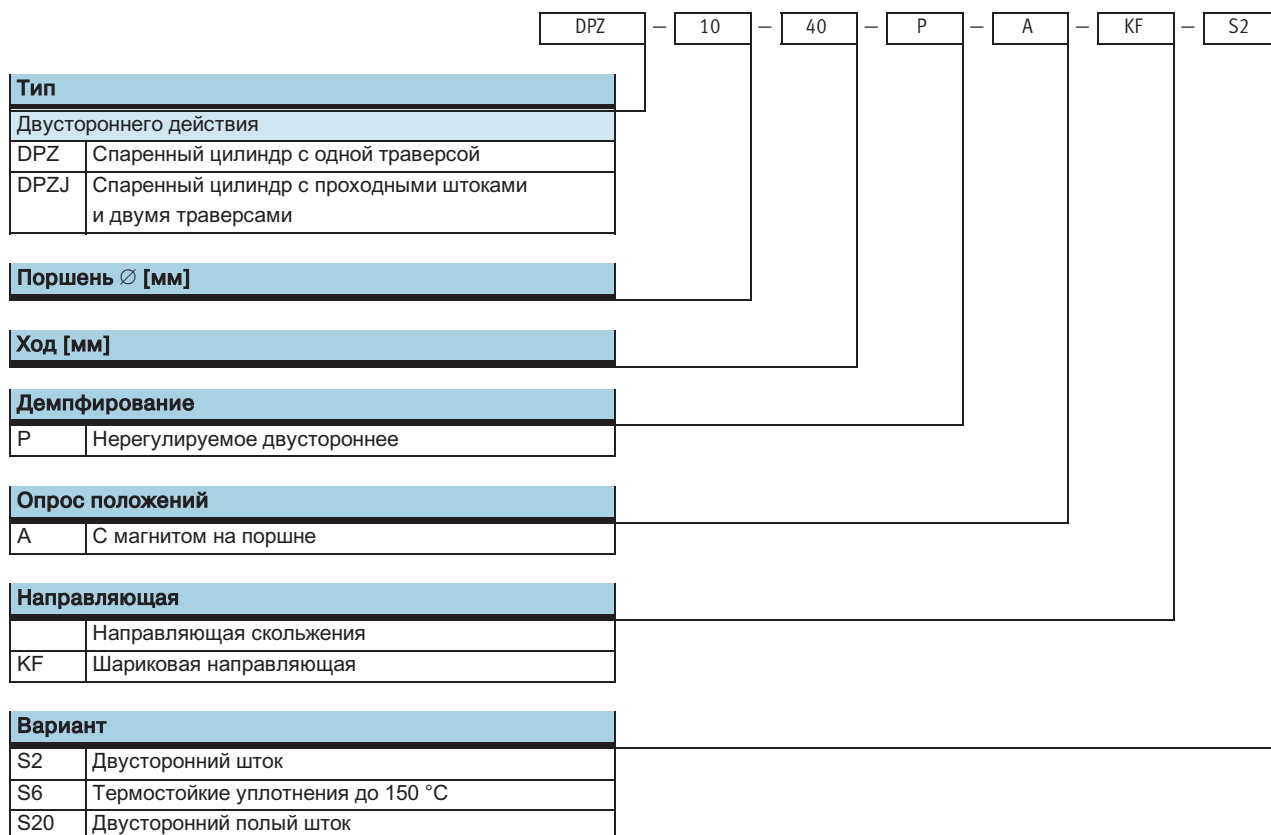 DPZ – 10 – 40 – P – A – KF – S2
Тип
Двустороннего действия
DPZ Спаренный цилиндр с одной траверсой
DPZJ Спаренный цилиндр с проходными штоками
и двумя траверсами
Поршень ∅ [мм]
Ход [мм]
Демпфирование
P Нерегулируемое двустороннее
Опрос положений
A С магнитом на поршне
Направляющая
Направляющая скольжения
KF Шариковая направляющая
Вариант
S2 Двусторонний шток
S6 Термостойкие уплотнения до 150 °C
S20 Двусторонний полый шток